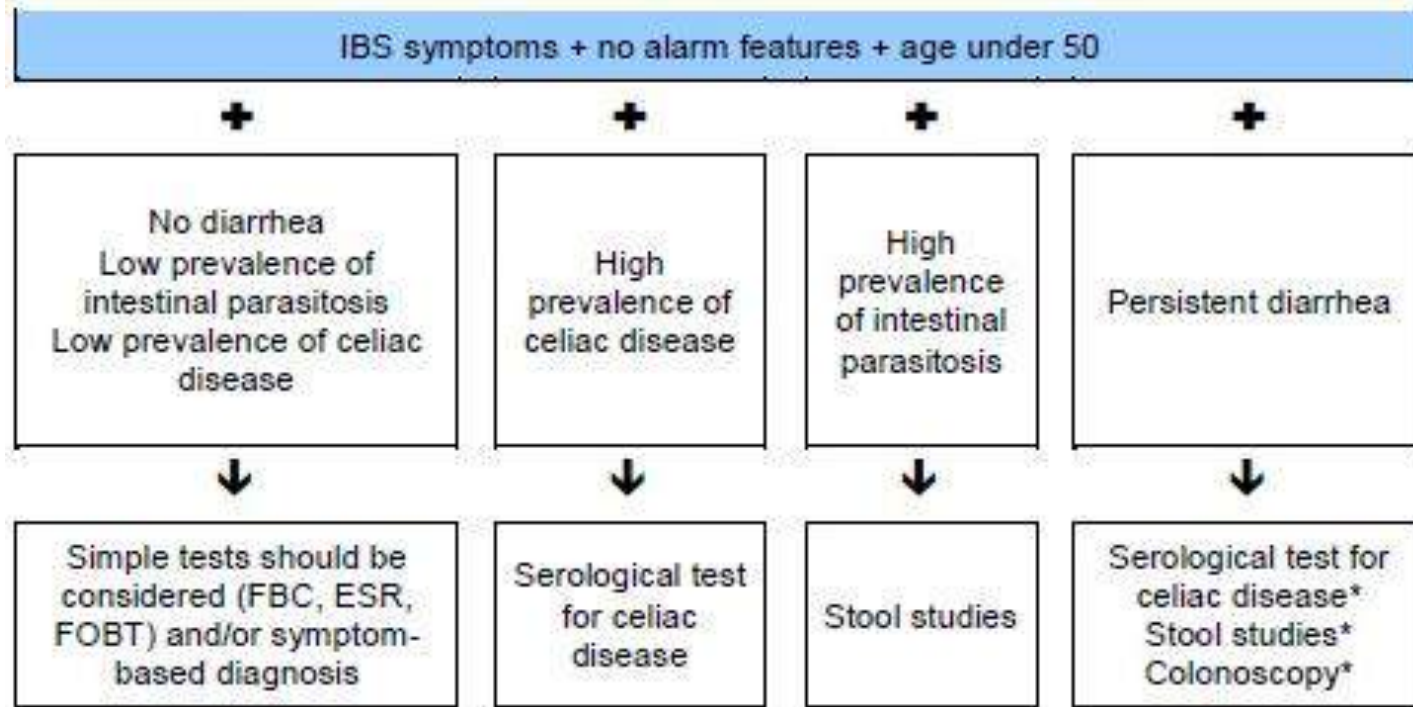 IBS symptoms + no alarm features + age under 50
+ + + +
No diarrhea
Low prevalence of
intestinal parasitosis
Low prevalence of celiac
disease
High
prevalence of
celiac disease
High
prevalence
of intestinal
parasitosis
Persistent diarrhea
Simple tests should be
considered (FBC, ESR,
FOBT) and/or symptom-
based diagnosis
Serological test
for celiac
disease
Stool studies
Serological test for
celiac disease*
Stool studies*
Colonoscopy*